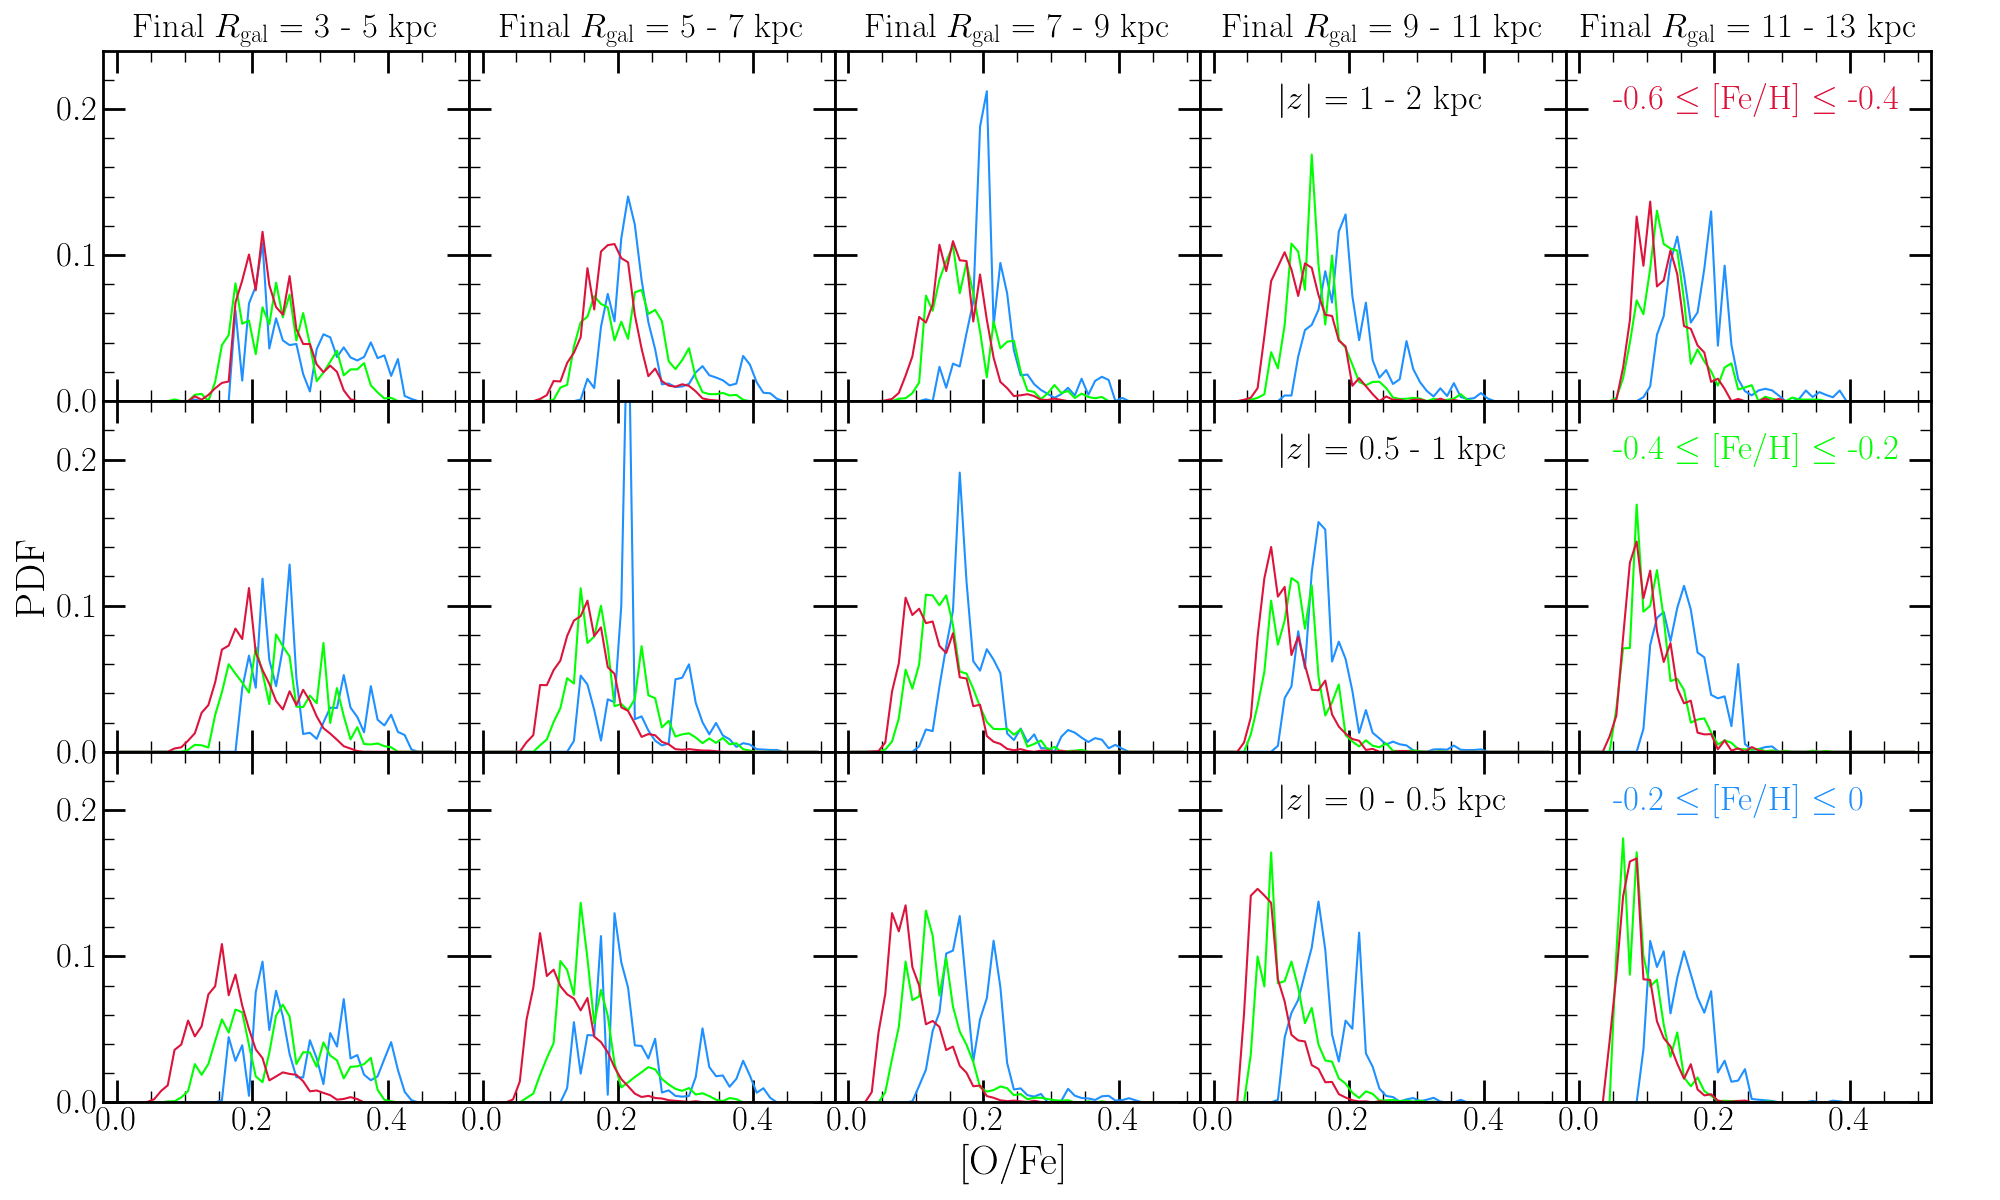 Final R_gal = 3 - 5 kpc
Final R_gal = 5 - 7 kpc
Final R_gal = 7 - 9 kpc
Final R_gal = 9 - 11 kpc
Final R_gal = 11 - 13 kpc
|z| = 1 - 2 kpc
-0.6 ≤ [Fe/H] ≤ -0.4
0.2
0.1
0.0
|z| = 0.5 - 1 kpc
-0.4 ≤ [Fe/H] ≤ -0.2
0.2
0.1
0.0
PDF
|z| = 0 - 0.5 kpc
-0.2 ≤ [Fe/H] ≤ 0
0.2
0.1
0.0
0.0 0.2 0.4 0.0 0.2 0.4 0.0 0.2 0.4 0.0 0.2 0.4 0.0 0.2 0.4
[O/Fe]